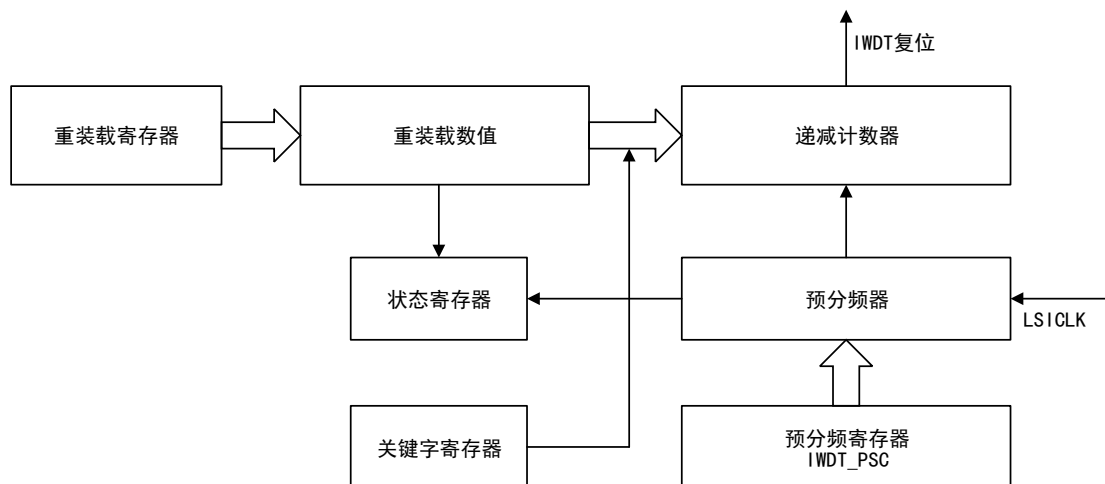 IWDT复位
重装载寄存器
重装载数值
递减计数器
状态寄存器
预分频器
LSICLK
关键字寄存器
预分频寄存器
IWDT_PSC